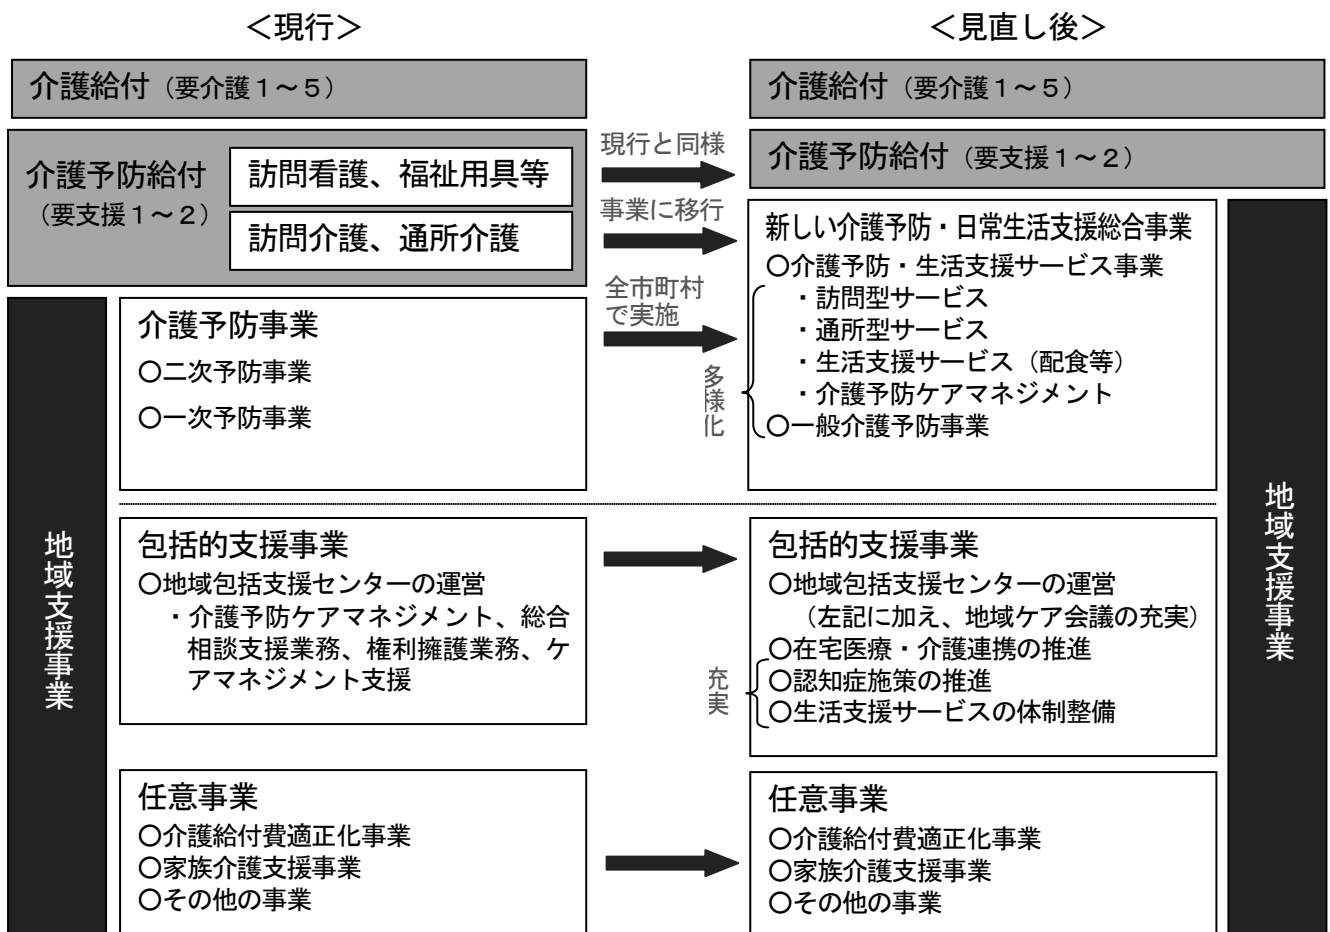 ＜現行＞
介護給付（要介護１～５）
介護予防給付
（要支援１～２）
訪問看護、福祉用具等
訪問介護、通所介護
地域支援事業
介護予防事業
○二次予防事業
○一次予防事業
包括的支援事業
○地域包括支援センターの運営
・介護予防ケアマネジメント、総合
相談支援業務、権利擁護業務、ケ
アマネジメント支援
任意事業
○介護給付費適正化事業
○家族介護支援事業
○その他の事業
現行と同様
事業に移行
全市町村
で実施
多様化
充実
＜見直し後＞
介護給付（要介護１～５）
介護予防給付（要支援１～２）
新しい介護予防・日常生活支援総合事業
○介護予防・生活支援サービス事業
・訪問型サービス
・通所型サービス
・生活支援サービス（配食等）
・介護予防ケアマネジメント
○一般介護予防事業
包括的支援事業
○地域包括支援センターの運営
（左記に加え、地域ケア会議の充実）
○在宅医療・介護連携の推進
○認知症施策の推進
○生活支援サービスの体制整備
任意事業
○介護給付費適正化事業
○家族介護支援事業
○その他の事業
地域支援事業